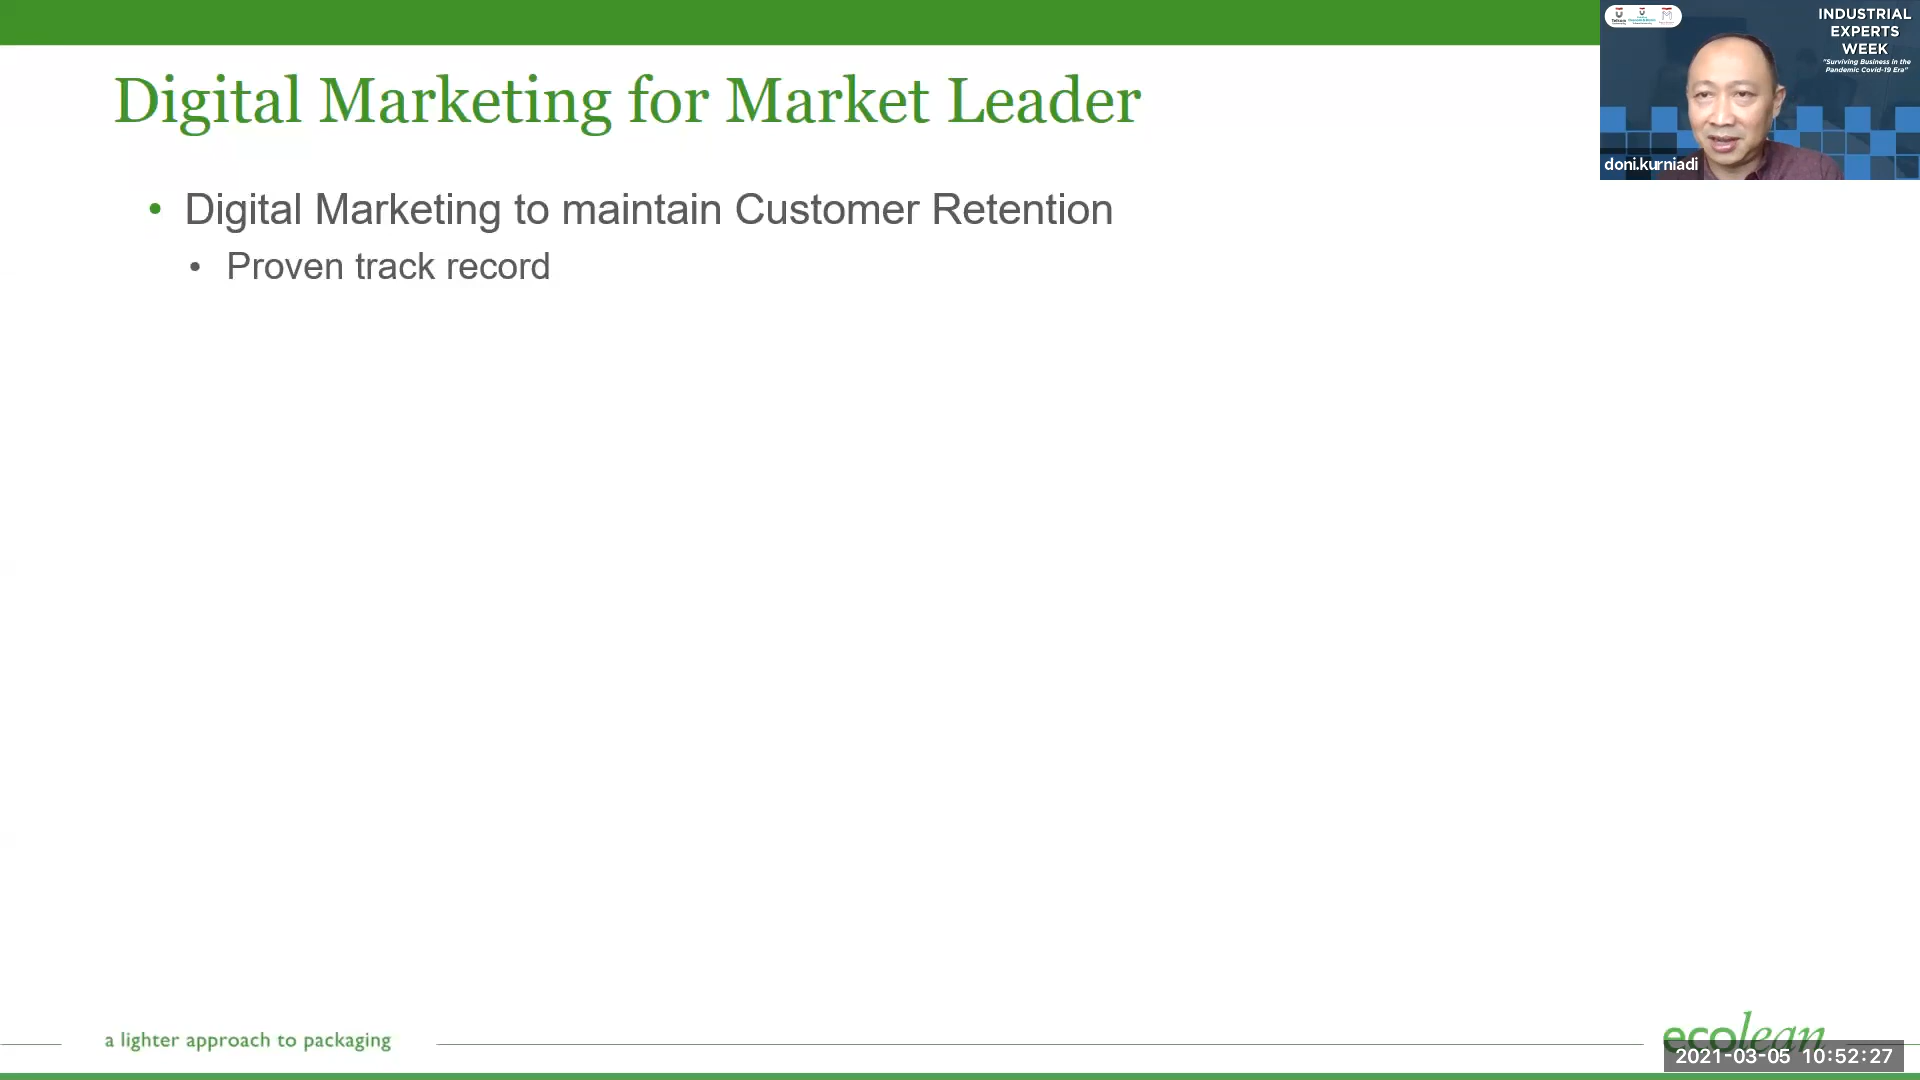 Digital Marketing for Market Leader
• Digital Marketing to maintain Customer Retention
• Proven track record
INDUSTRIAL
EXPERTS
WEEK
"Surviving Business in the
Pandemic Covid-19 Era"
doni.kurniadi
a lighter approach to packaging
ecolean
2021-03-05 10:52:27